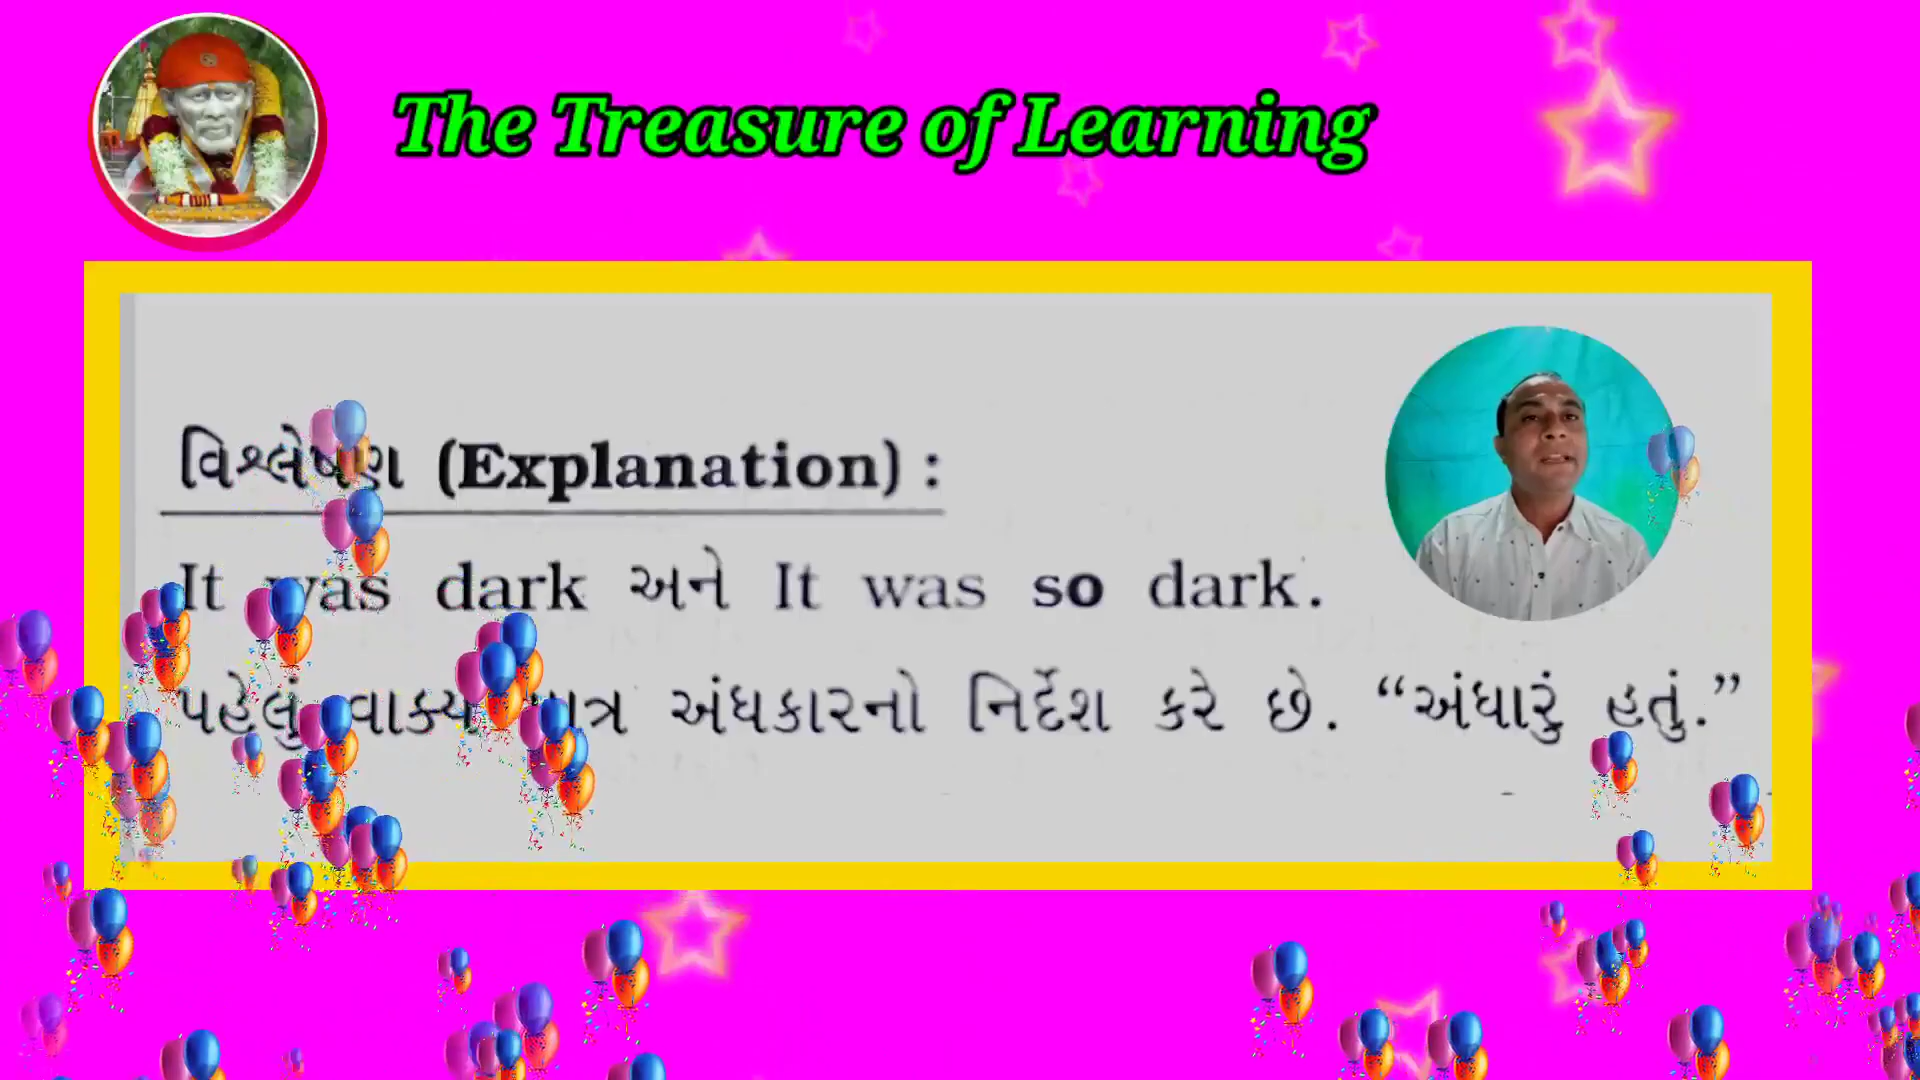 The Treasure of Learning
વિશ્લેષણ (Explanation) :
It was dark અને It was so dark.
પહેલું વાક્ય માત્ર અંધકારનો નિર્દેશ કરે છે. “અંધારું હતું.”